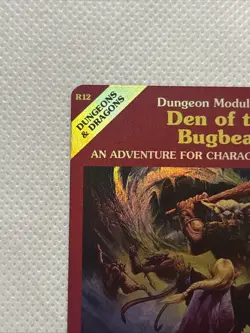 R12
DUNGEONS
& DRAGONS
Dungeon Modul
Den of t
Bugbea
AN ADVENTURE FOR CHARAC